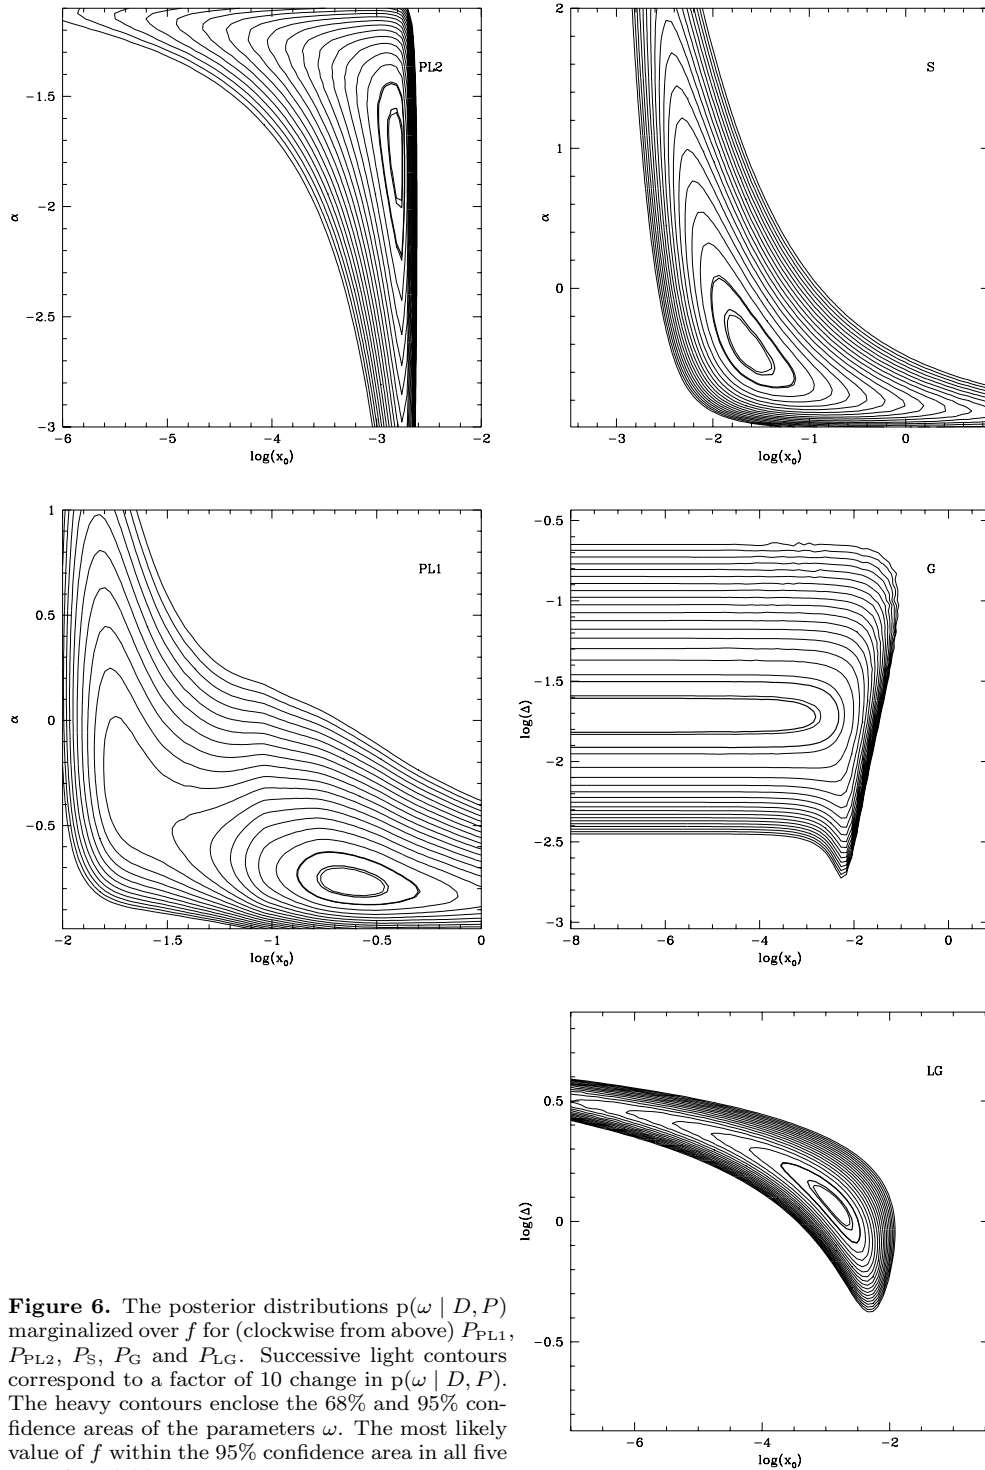 PL2
α
−1.5
−2
−2.5
−3
−6
−5
−4
−3
−2
log(x₀)
S
α
2
1
0
−3
−2
−1
0
log(x₀)
PL1
α
1
0.5
0
−0.5
−2
−1.5
−1
−0.5
0
log(x₀)
G
log(Δ)
−0.5
−1
−1.5
−2
−2.5
−3
−8
−6
−4
−2
0
log(x₀)
LG
log(Δ)
0.5
0
−0.5
−6
−4
−2
log(x₀)
Figure 6. The posterior distributions p(ω | D, P)
marginalized over f for (clockwise from above) P_PL1,
P_PL2, P_S, P_G and P_LG. Successive light contours
correspond to a factor of 10 change in p(ω | D, P).
The heavy contours enclose the 68% and 95% con-
fidence areas of the parameters ω. The most likely
value of f within the 95% confidence area in all five